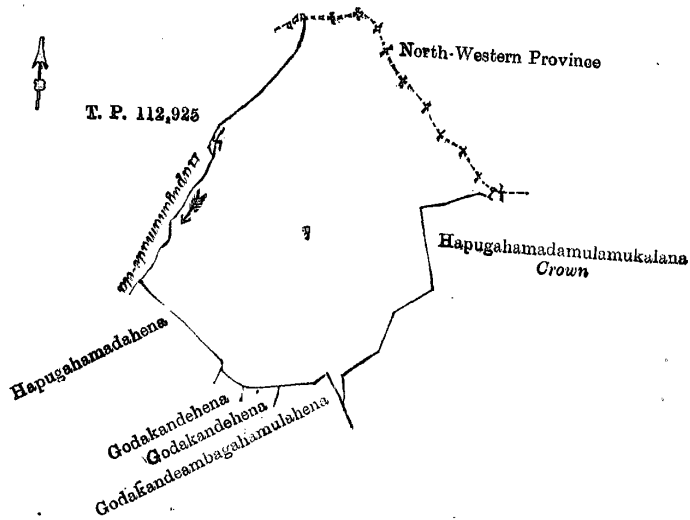 North-Western Province
T. P. 112,925
Hapugahamadamulamukalana
Crown
Hapugahamadahena
Godakandehena
Godakandehena
Godakandeambagahamulahena